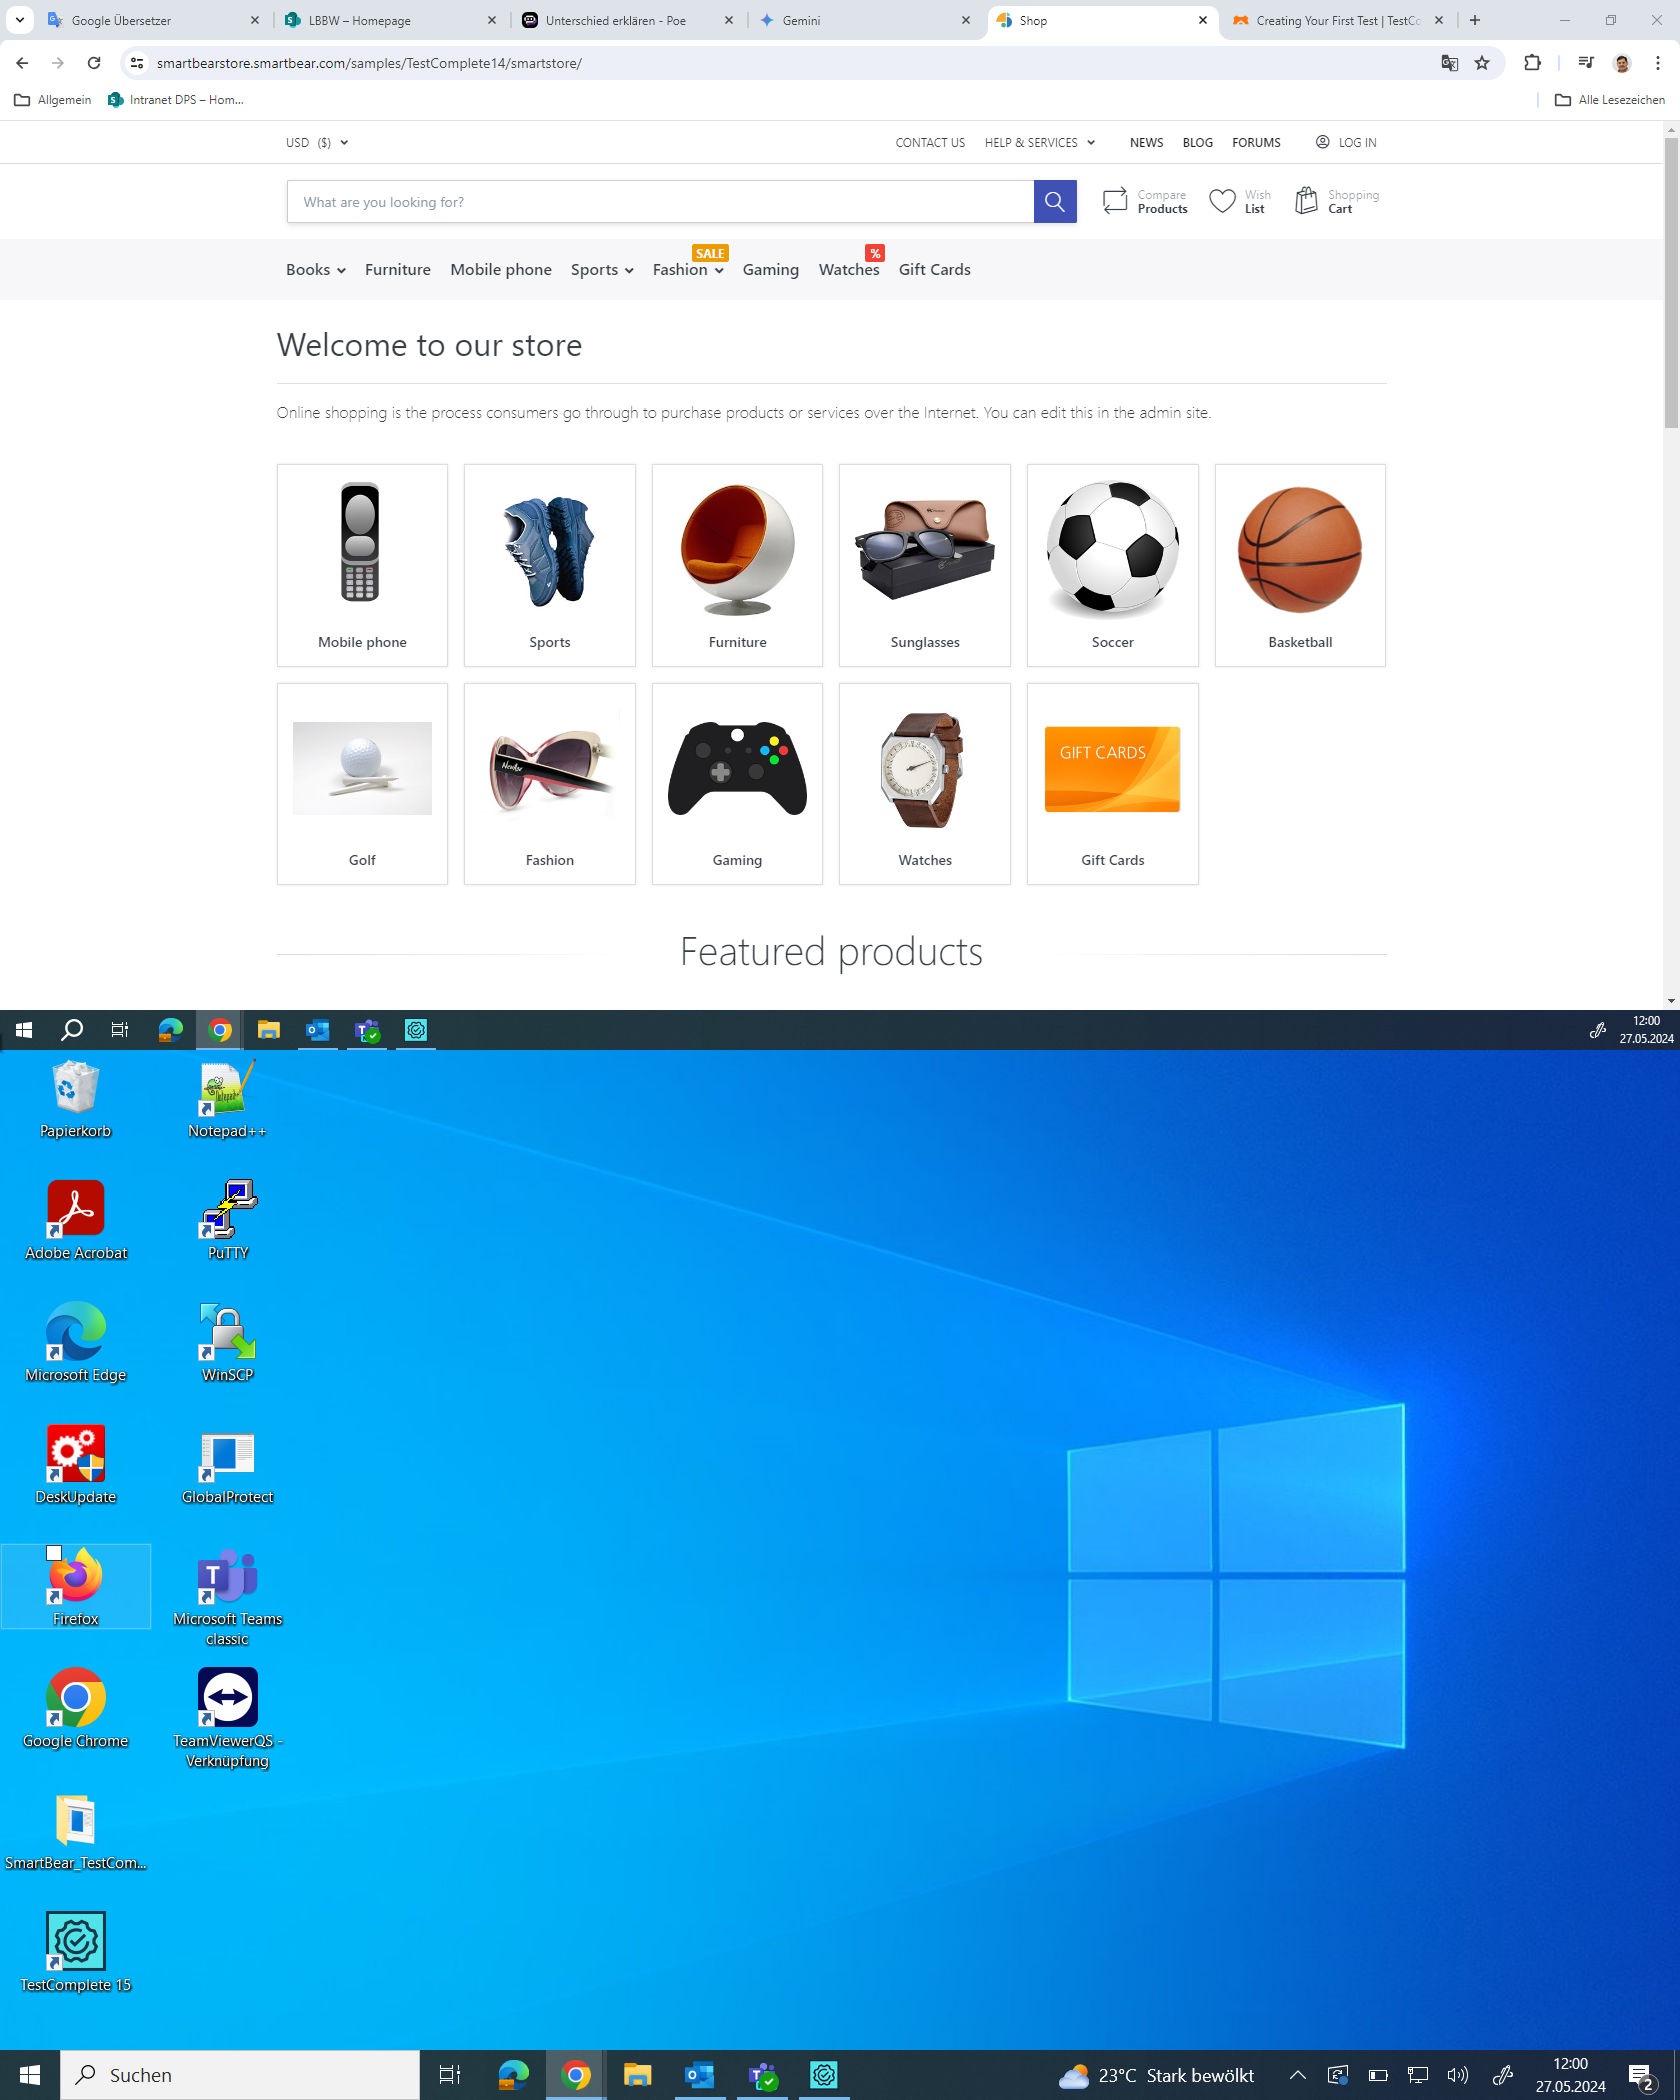 Google Übersetzer
LBBW – Homepage
Unterschied erklären - Poe
Gemini
Shop
Creating Your First Test | TestCo
smartbearstore.smartbear.com/samples/TestComplete14/smartstore/
Allgemein
Intranet DPS – Hom...
Alle Lesezeichen
USD ($)
CONTACT US
HELP & SERVICES
NEWS
BLOG
FORUMS
LOG IN
What are you looking for?
Compare
Products
Wish
List
Shopping
Cart
SALE
%
Books
Furniture
Mobile phone
Sports
Fashion
Gaming
Watches
Gift Cards
Welcome to our store
Online shopping is the process consumers go through to purchase products or services over the Internet. You can edit this in the admin site.
Mobile phone
Sports
Furniture
Sunglasses
Soccer
Basketball
GIFT CARDS
Golf
Fashion
Gaming
Watches
Gift Cards
Featured products
12:00
27.05.2024
Papierkorb
Notepad++
Adobe Acrobat
PuTTY
Microsoft Edge
WinSCP
DeskUpdate
GlobalProtect
Firefox
Microsoft Teams
classic
Google Chrome
TeamViewerQS -
Verknüpfung
SmartBear_TestCom...
TestComplete 15
Suchen
23°C Stark bewölkt
12:00
27.05.2024
2